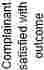 Complainant
satisfied with
outcome